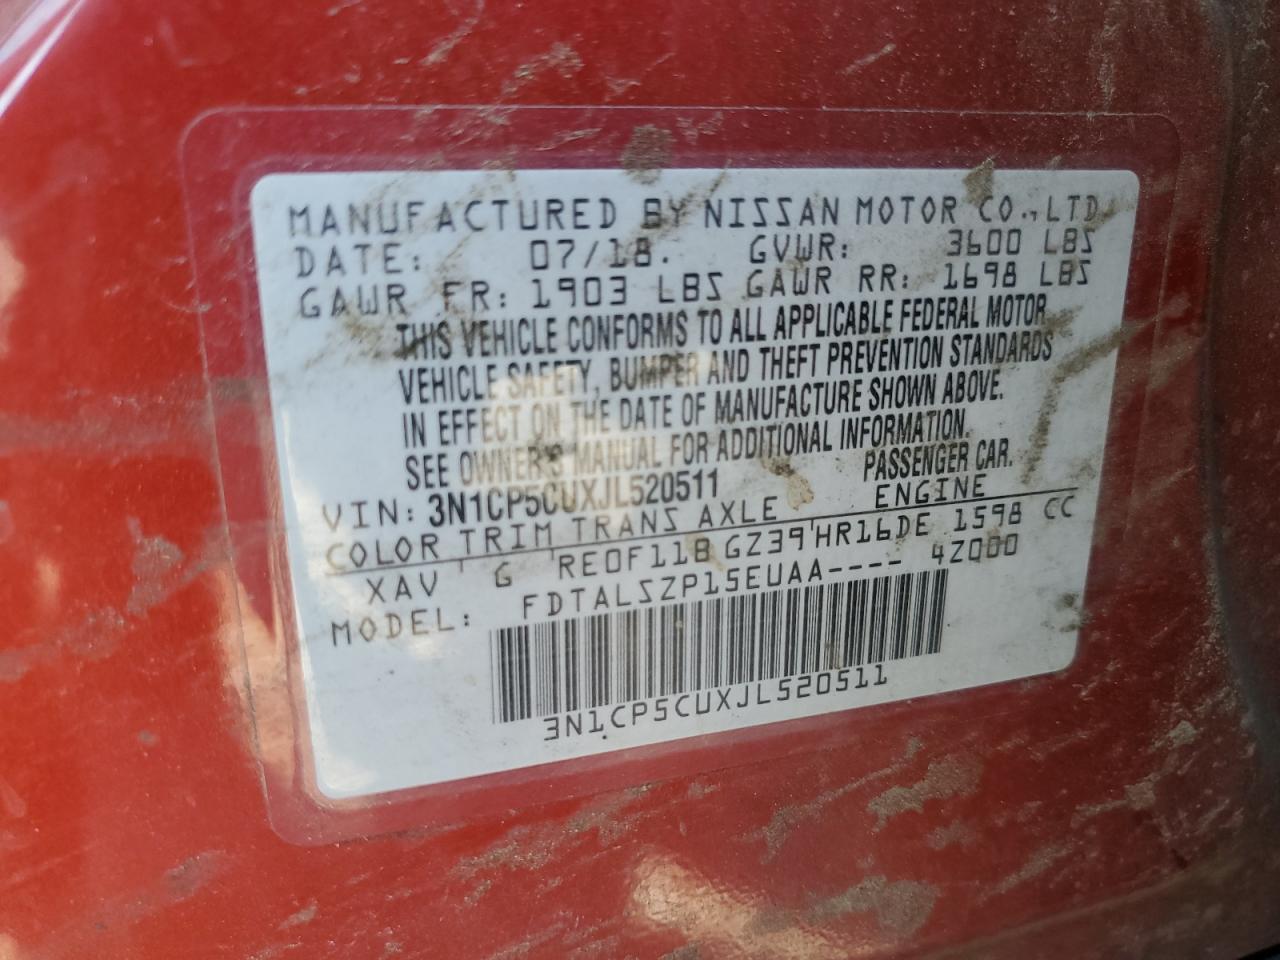 MANUFACTURED BY NISSAN MOTOR CO., LTD.
DATE: 07/18. GVWR: 3600 LBS
GAWR FR: 1903 LBS GAWR RR: 1698 LBS
THIS VEHICLE CONFORMS TO ALL APPLICABLE FEDERAL MOTOR
VEHICLE SAFETY, BUMPER AND THEFT PREVENTION STANDARDS
IN EFFECT ON THE DATE OF MANUFACTURE SHOWN ABOVE.
SEE OWNER'S MANUAL FOR ADDITIONAL INFORMATION.
VIN: 3N1CP5CUXJL520511 PASSENGER CAR.
COLOR TRIM TRANS AXLE ENGINE
XAV G RE0F11B GZ39 HR16DE 1598 CC
MODEL: FDTALSZP15EUAA---- 4Z000
3N1CP5CUXJL520511